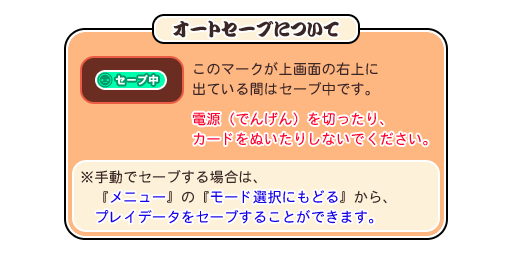 オートセーブについて
セーブ中
このマークが上画面の右上に
出ている間はセーブ中です。
電源（でんげん）を切ったり、
カードをぬいたりしないでください。
※手動でセーブする場合は、
『メニュー』の『モード選択にもどる』から、
プレイデータをセーブすることができます。